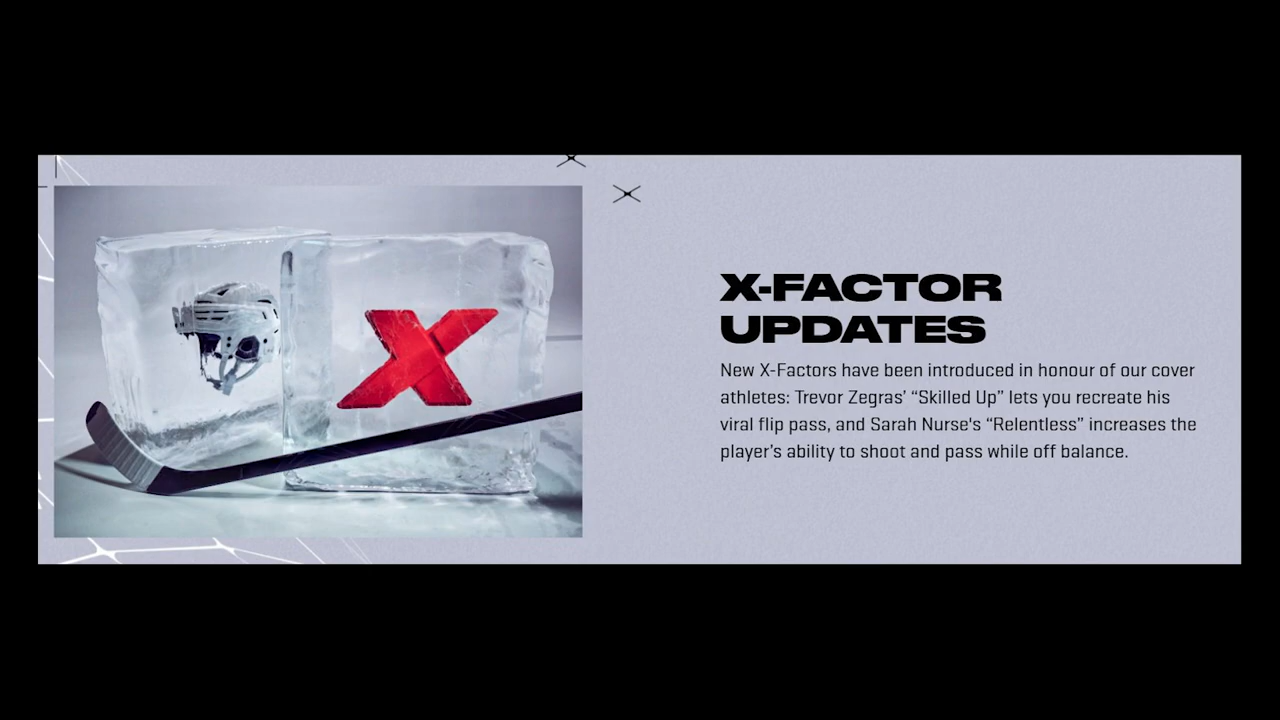 X-FACTOR
UPDATES
New X-Factors have been introduced in honour of our cover
athletes: Trevor Zegras’ “Skilled Up” lets you recreate his
viral flip pass, and Sarah Nurse's “Relentless” increases the
player’s ability to shoot and pass while off balance.